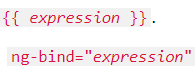 {{ expression }}.
ng-bind="expression"